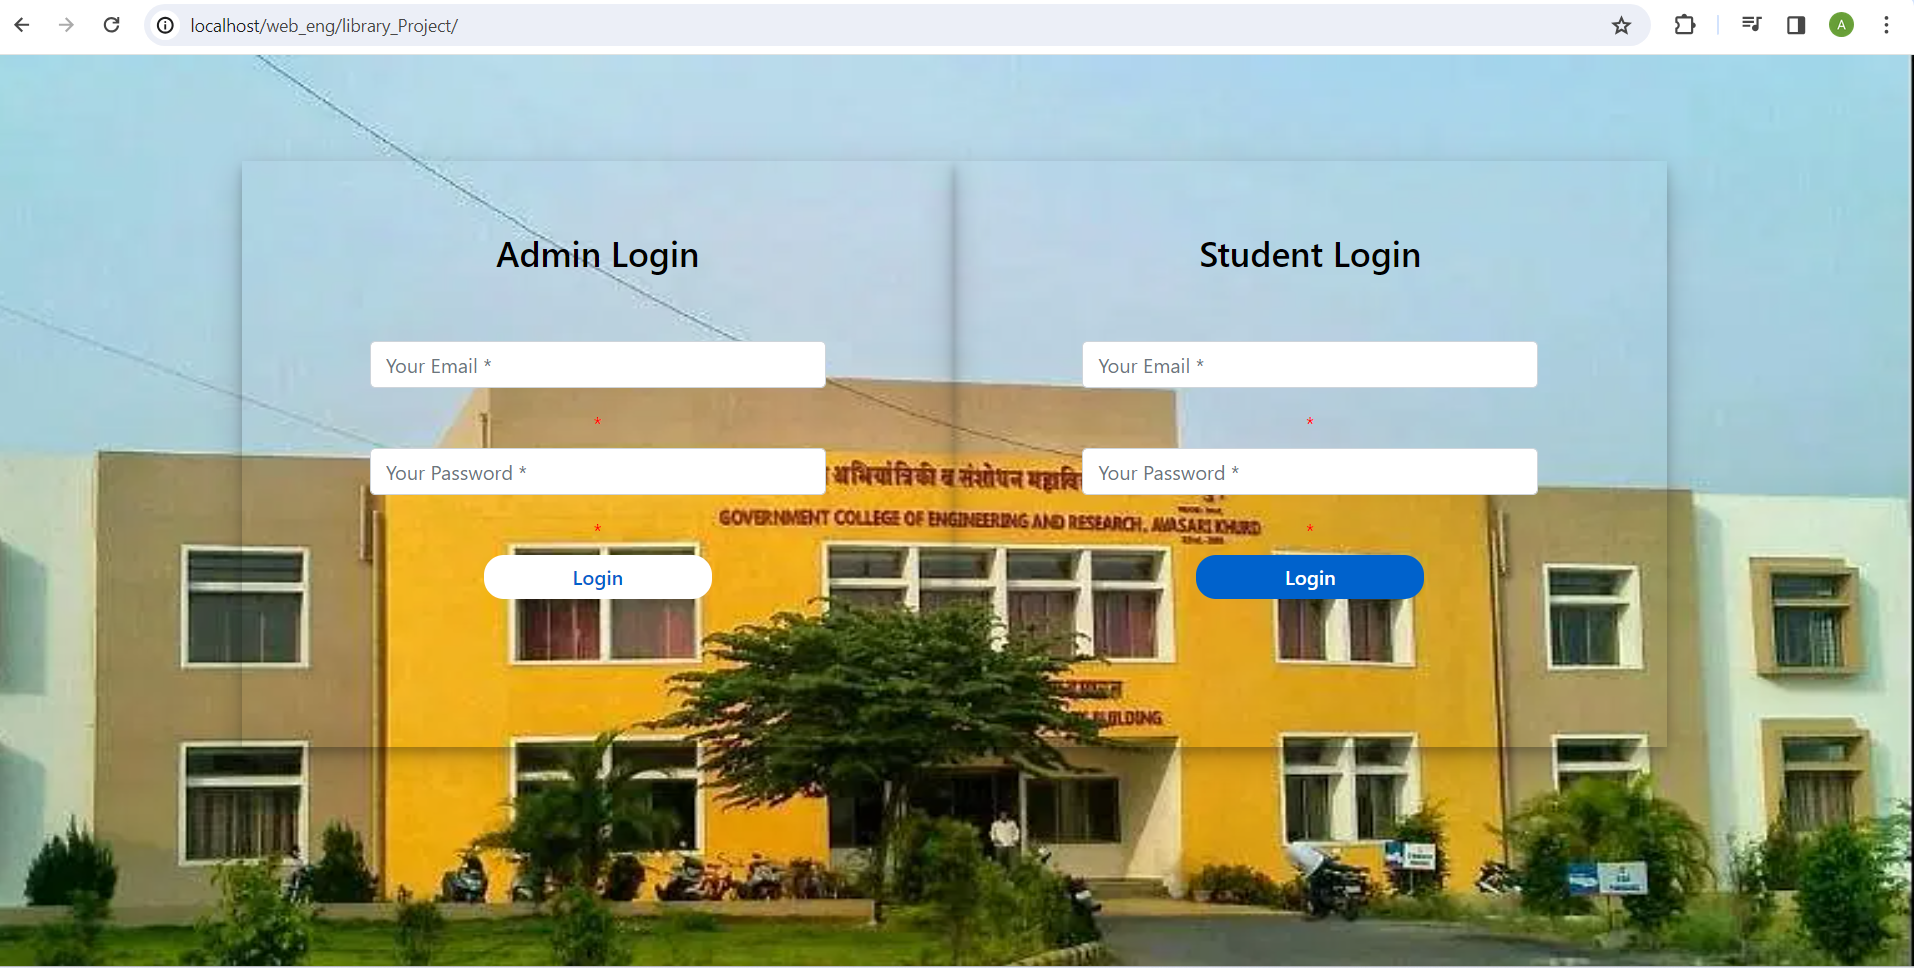 localhost/web_eng/library_Project/
A
Admin Login
Student Login
Your Email *
Your Email *
*
*
Your Password *
अभियांत्रिकी व संशोधन
Your Password *
GOVERNMENT COLLEGE OF ENGINEERING AND RESEARCH, AVASARI KHURD
*
*
Login
Login
BUILDING